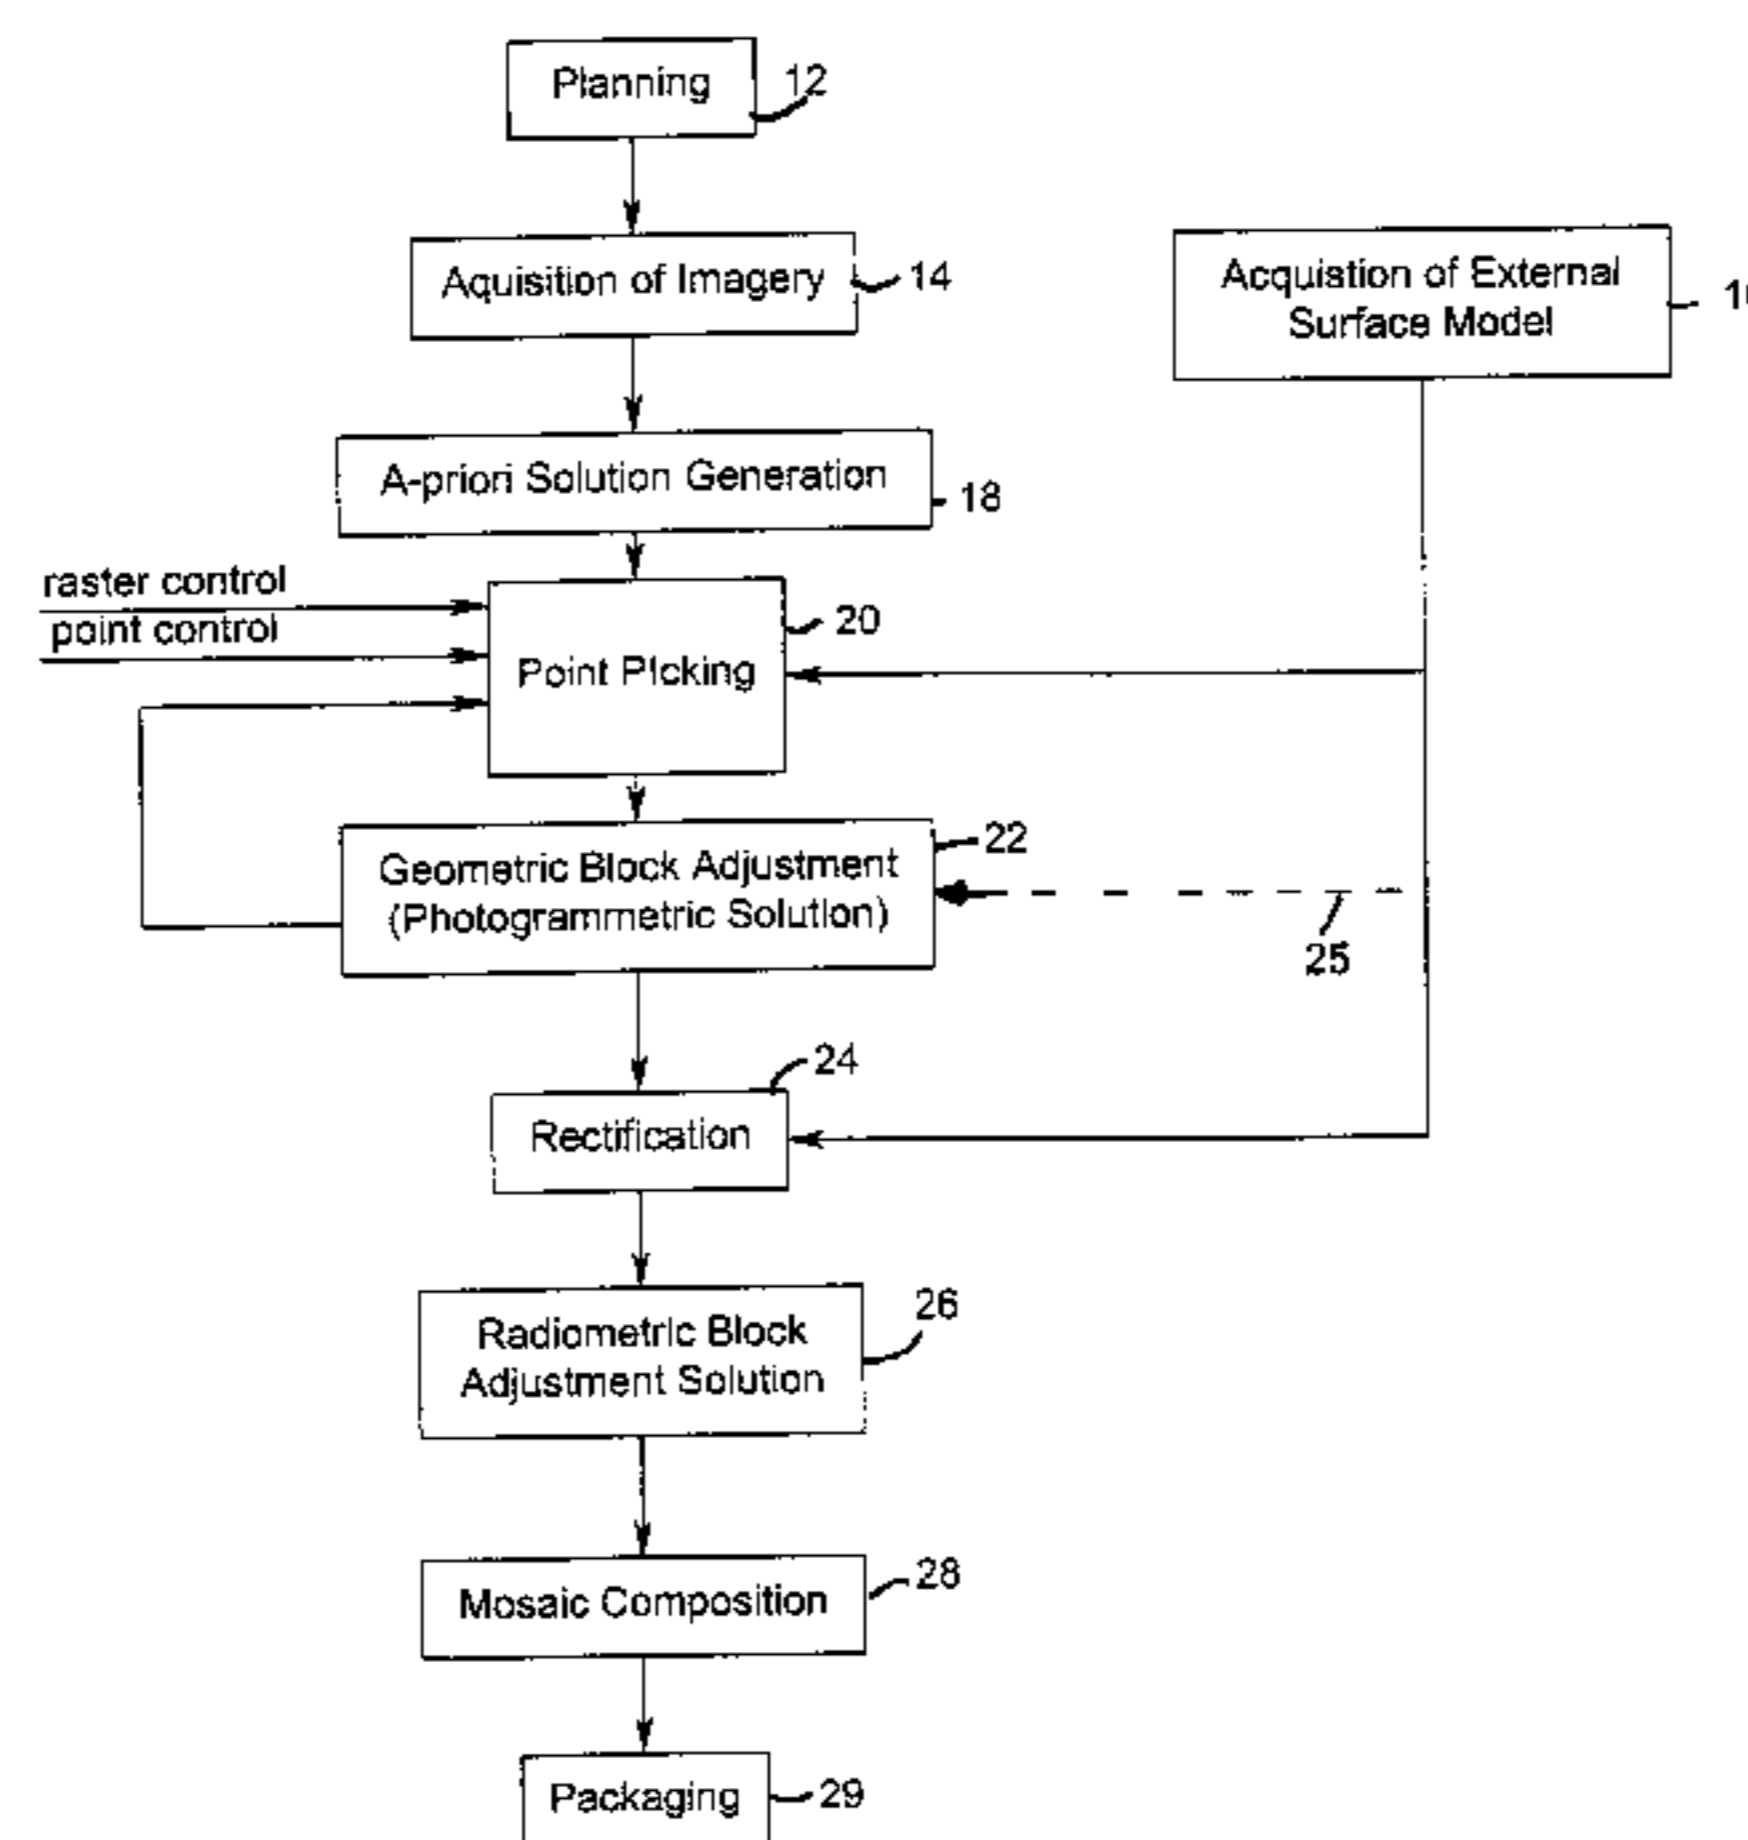 Planning
12
Aquisition of Imagery
14
Acquistion of External
Surface Model
A-priori Solution Generation
18
raster control
point control
20
Point Picking
22
Geometric Block Adjustment
(Photogrammetric Solution)
25
24
Rectification
26
Radiometric Block
Adjustment Solution
28
Mosaic Composition
Packaging
29